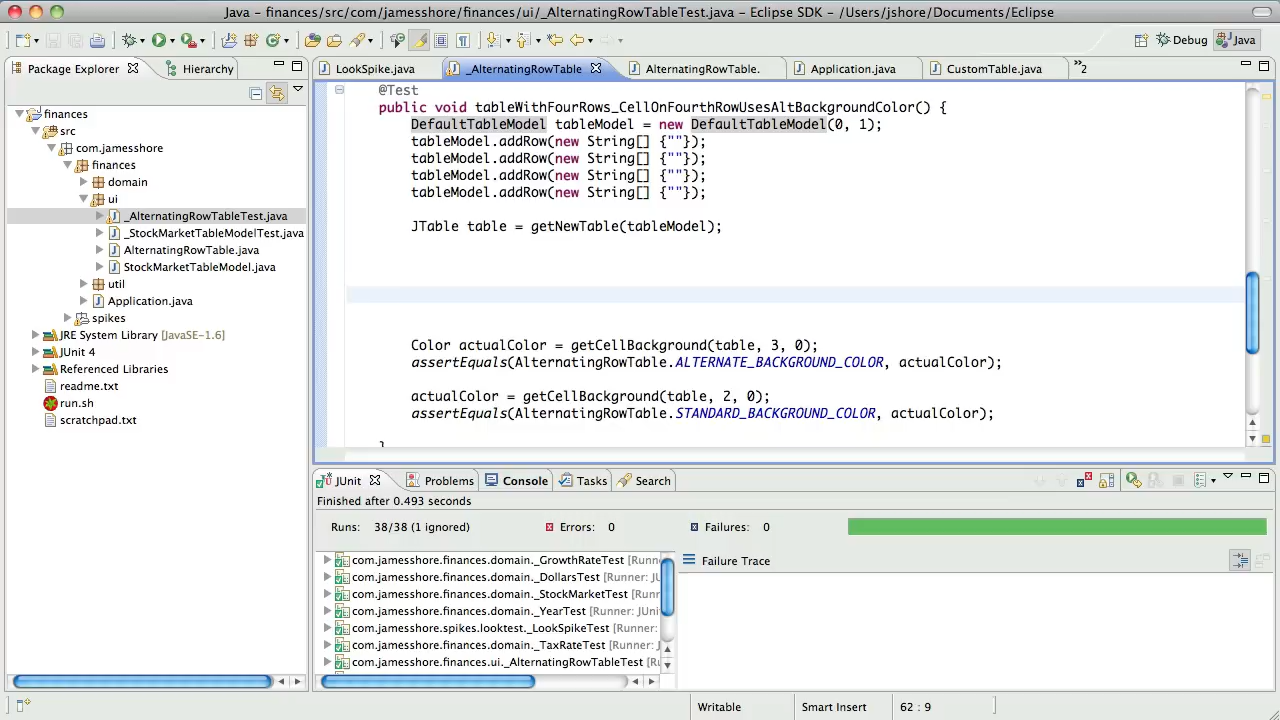 Java – finances/src/com/jamesshore/finances/ui/_AlternatingRowTableTest.java – Eclipse SDK – /Users/jshore/Documents/Eclipse
Debug Java
Package Explorer Hierarchy
LookSpike.java _AlternatingRowTable AlternatingRowTable. Application.java CustomTable.java »2
finances
src
com.jamesshore
finances
domain
ui
_AlternatingRowTableTest.java
_StockMarketTableModelTest.java
AlternatingRowTable.java
StockMarketTableModel.java
util
Application.java
spikes
JRE System Library [JavaSE-1.6]
JUnit 4
Referenced Libraries
readme.txt
run.sh
scratchpad.txt
@Test
public void tableWithFourRows_CellOnFourthRowUsesAltBackgroundColor() {
DefaultTableModel tableModel = new DefaultTableModel(0, 1);
tableModel.addRow(new String[] {""});
tableModel.addRow(new String[] {""});
tableModel.addRow(new String[] {""});
tableModel.addRow(new String[] {""});
JTable table = getNewTable(tableModel);
Color actualColor = getCellBackground(table, 3, 0);
assertEquals(AlternatingRowTable.ALTERNATE_BACKGROUND_COLOR, actualColor);
actualColor = getCellBackground(table, 2, 0);
assertEquals(AlternatingRowTable.STANDARD_BACKGROUND_COLOR, actualColor);
}
JUnit Problems Console Tasks Search
Finished after 0.493 seconds
Runs: 38/38 (1 ignored) Errors: 0 Failures: 0
com.jamesshore.finances.domain._GrowthRateTest [Runner:
com.jamesshore.finances.domain._DollarsTest [Runner: JU
com.jamesshore.finances.domain._StockMarketTest [Runner
com.jamesshore.finances.domain._YearTest [Runner: JUnit
com.jamesshore.spikes.looktest._LookSpikeTest [Runner:
com.jamesshore.finances.domain._TaxRateTest [Runner: J
com.jamesshore.finances.ui._AlternatingRowTableTest [Ru
Failure Trace
Writable Smart Insert 62 : 9